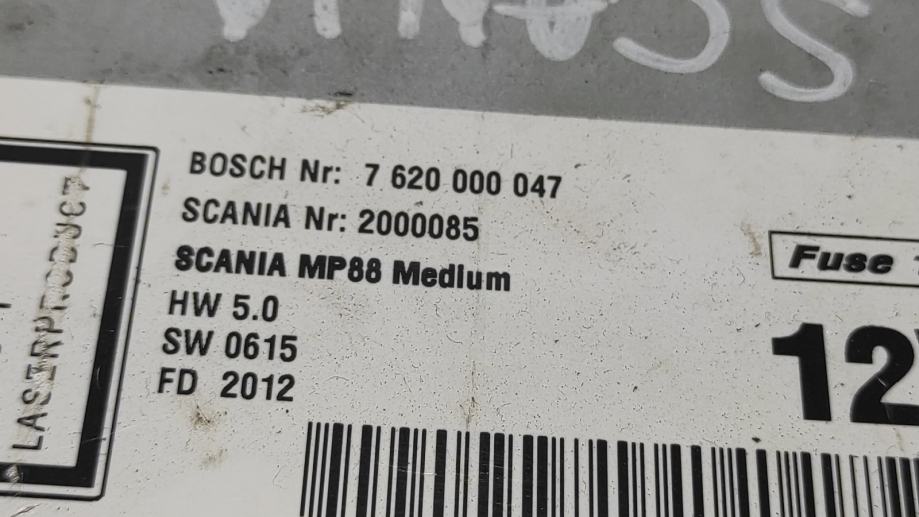 SCANIA
BOSCH Nr: 7 620 000 047
SCANIA Nr: 2000085
SCANIA MP88 Medium
HW 5.0
SW 0615
FD 2012
LASERPRODUCT
Fuse
12